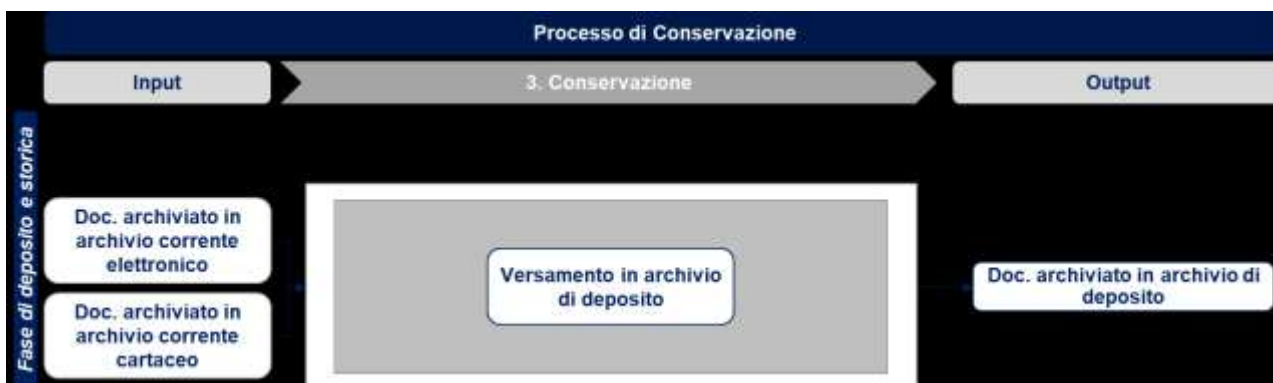 Processo di Conservazione
Input
3. Conservazione
Output
Fase di deposito e storica
Doc. archiviato in
archivio corrente
elettronico
Doc. archiviato in
archivio corrente
cartaceo
Versamento in archivio
di deposito
Doc. archiviato in archivio di
deposito